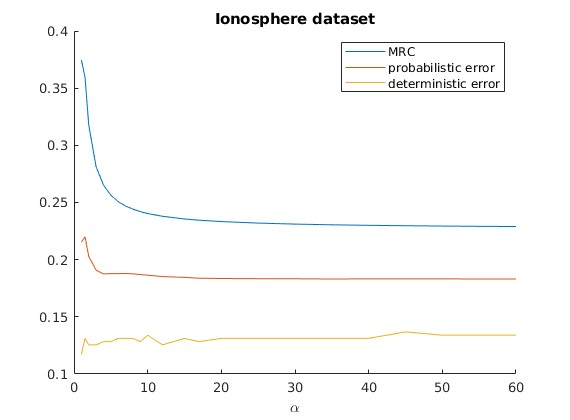 Ionosphere dataset
0.4
0.35
0.3
0.25
0.2
0.15
0.1
MRC
probabilistic error
deterministic error
0 10 20 30 40 50 60
α